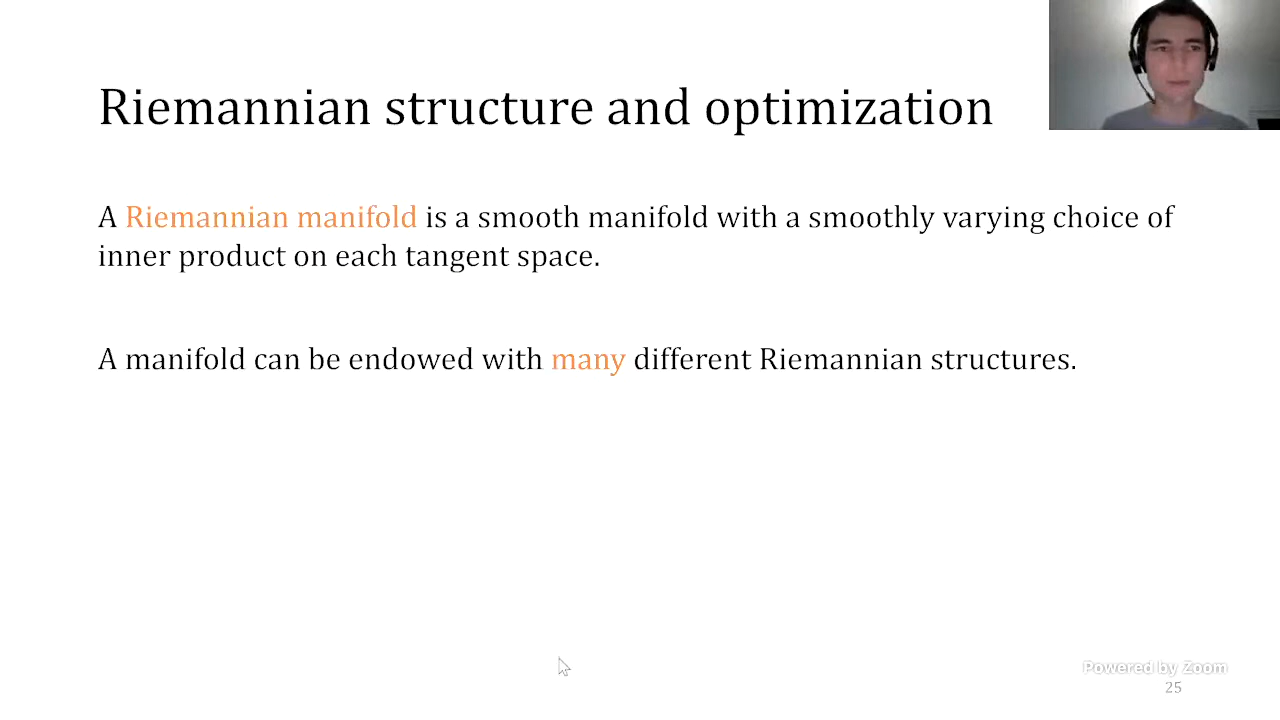 Riemannian structure and optimization
A Riemannian manifold is a smooth manifold with a smoothly varying choice of
inner product on each tangent space.
A manifold can be endowed with many different Riemannian structures.
Powered by Zoom
25